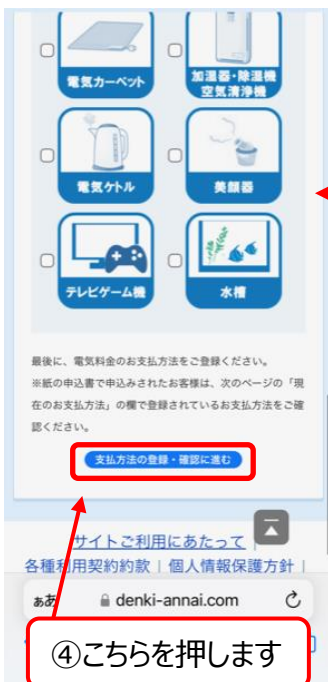 電気カーペット
加湿器・除湿機
空気清浄機
電気ケトル
美顔器
テレビゲーム機
水槽
最後に、電気料金のお支払方法をご登録ください。
※紙の申込書で申込みされたお客様は、次のページの「現
在のお支払方法」の欄で登録されているお支払方法をご確
認ください。
支払方法の登録・確認に進む
サイトご利用にあたって |
各種利用契約約款 | 個人情報保護方針 |
ぁあ denki-annai.com
④こちらを押します